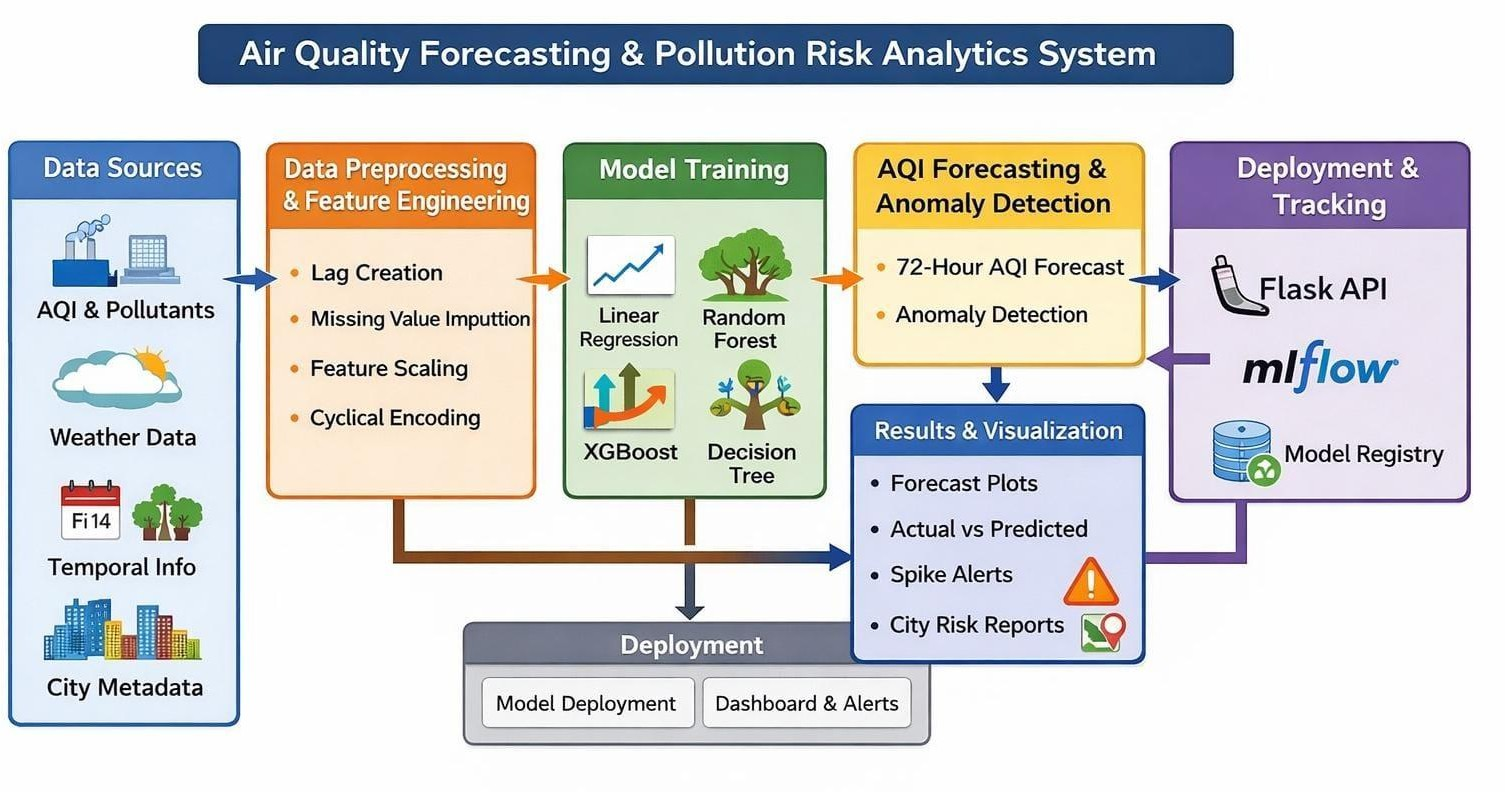 Air Quality Forecasting & Pollution Risk Analytics System
Data Sources
AQI & Pollutants
Weather Data
Fi 14
Temporal Info
City Metadata
Data Preprocessing
& Feature Engineering
• Lag Creation
• Missing Value Imputtion
• Feature Scaling
• Cyclical Encoding
Model Training
Linear
Regression
Random
Forest
XGBoost
Decision
Tree
AQI Forecasting &
Anomaly Detection
• 72-Hour AQI Forecast
• Anomaly Detection
Results & Visualization
• Forecast Plots
• Actual vs Predicted
• Spike Alerts
• City Risk Reports
Deployment &
Tracking
Flask API
mlflow
Model Registry
Deployment
Model Deployment
Dashboard & Alerts